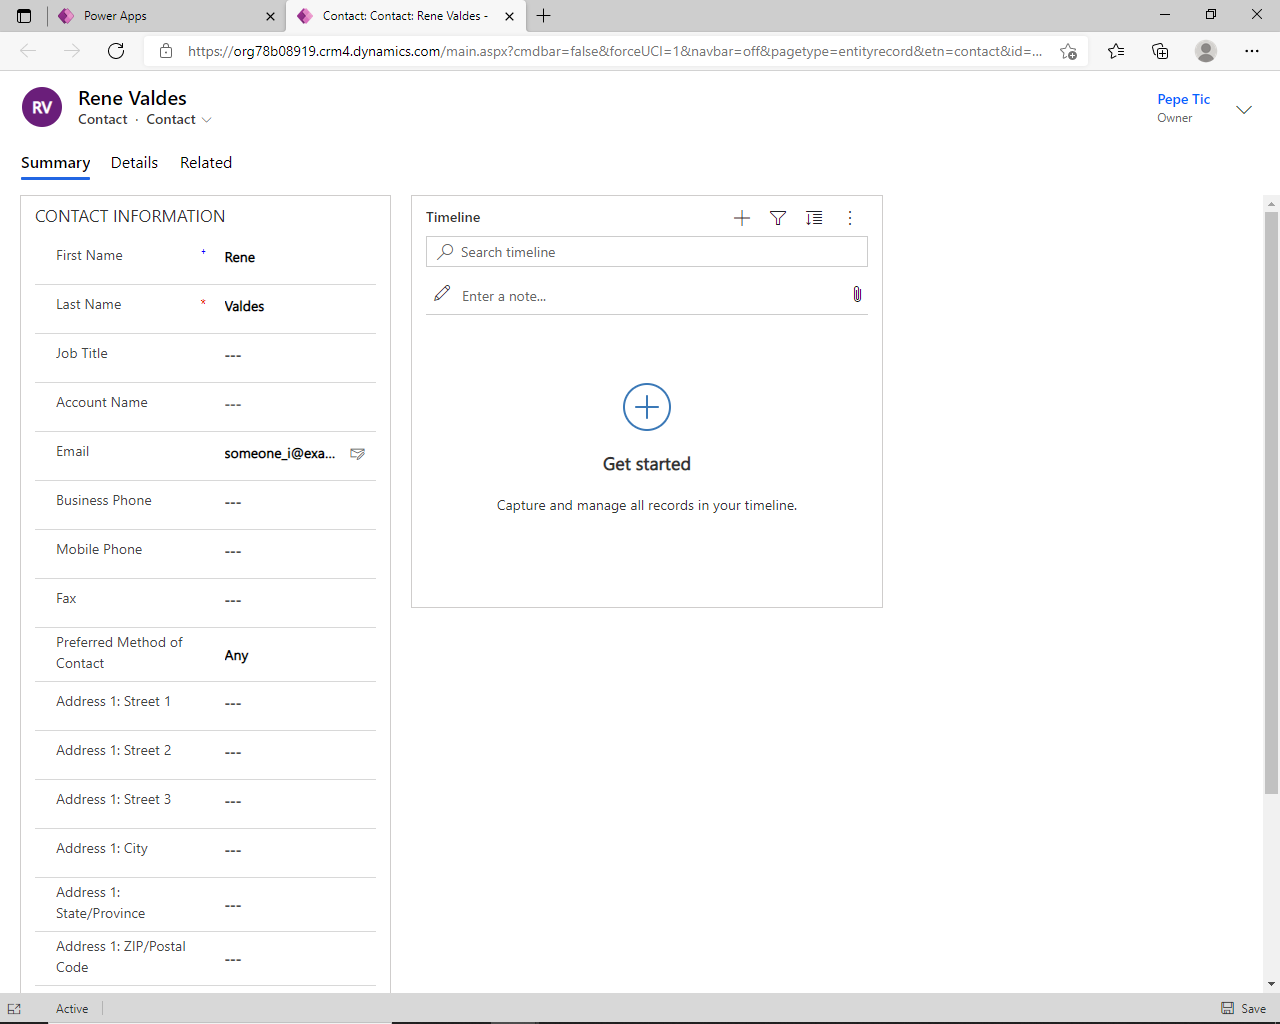 Power Apps
Contact: Contact: Rene Valdes -
https://org78b08919.crm4.dynamics.com/main.aspx?cmdbar=false&forceUCI=1&navbar=off&pagetype=entityrecord&etn=contact&id=...
RV
Rene Valdes
Contact · Contact
Pepe Tic
Owner
Summary Details Related
CONTACT INFORMATION
First Name + Rene
Last Name * Valdes
Job Title ---
Account Name ---
Email someone_i@exa...
Business Phone ---
Mobile Phone ---
Fax ---
Preferred Method of
Contact Any
Address 1: Street 1 ---
Address 1: Street 2 ---
Address 1: Street 3 ---
Address 1: City ---
Address 1:
State/Province ---
Address 1: ZIP/Postal
Code ---
Timeline
Search timeline
Enter a note...
Get started
Capture and manage all records in your timeline.
Active
Save